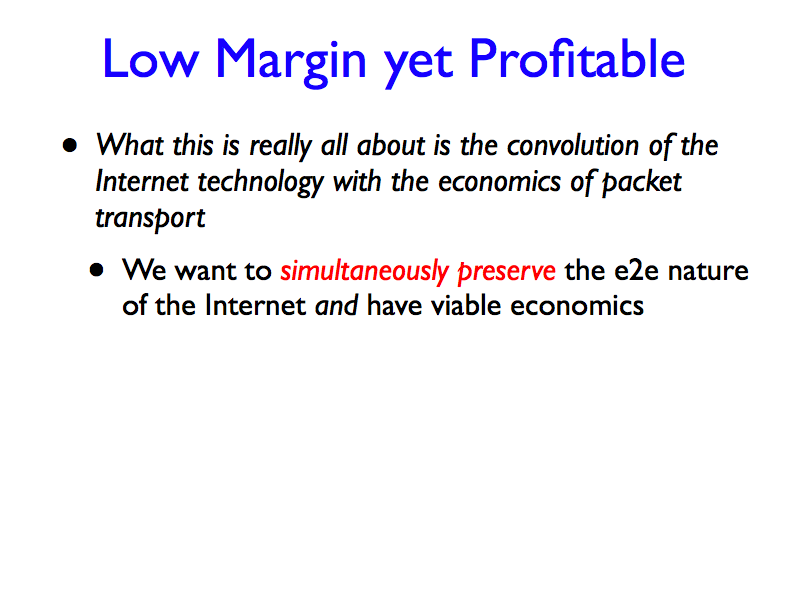 Low Margin yet Profitable
• What this is really all about is the convolution of the
Internet technology with the economics of packet
transport
• We want to simultaneously preserve the e2e nature
of the Internet and have viable economics